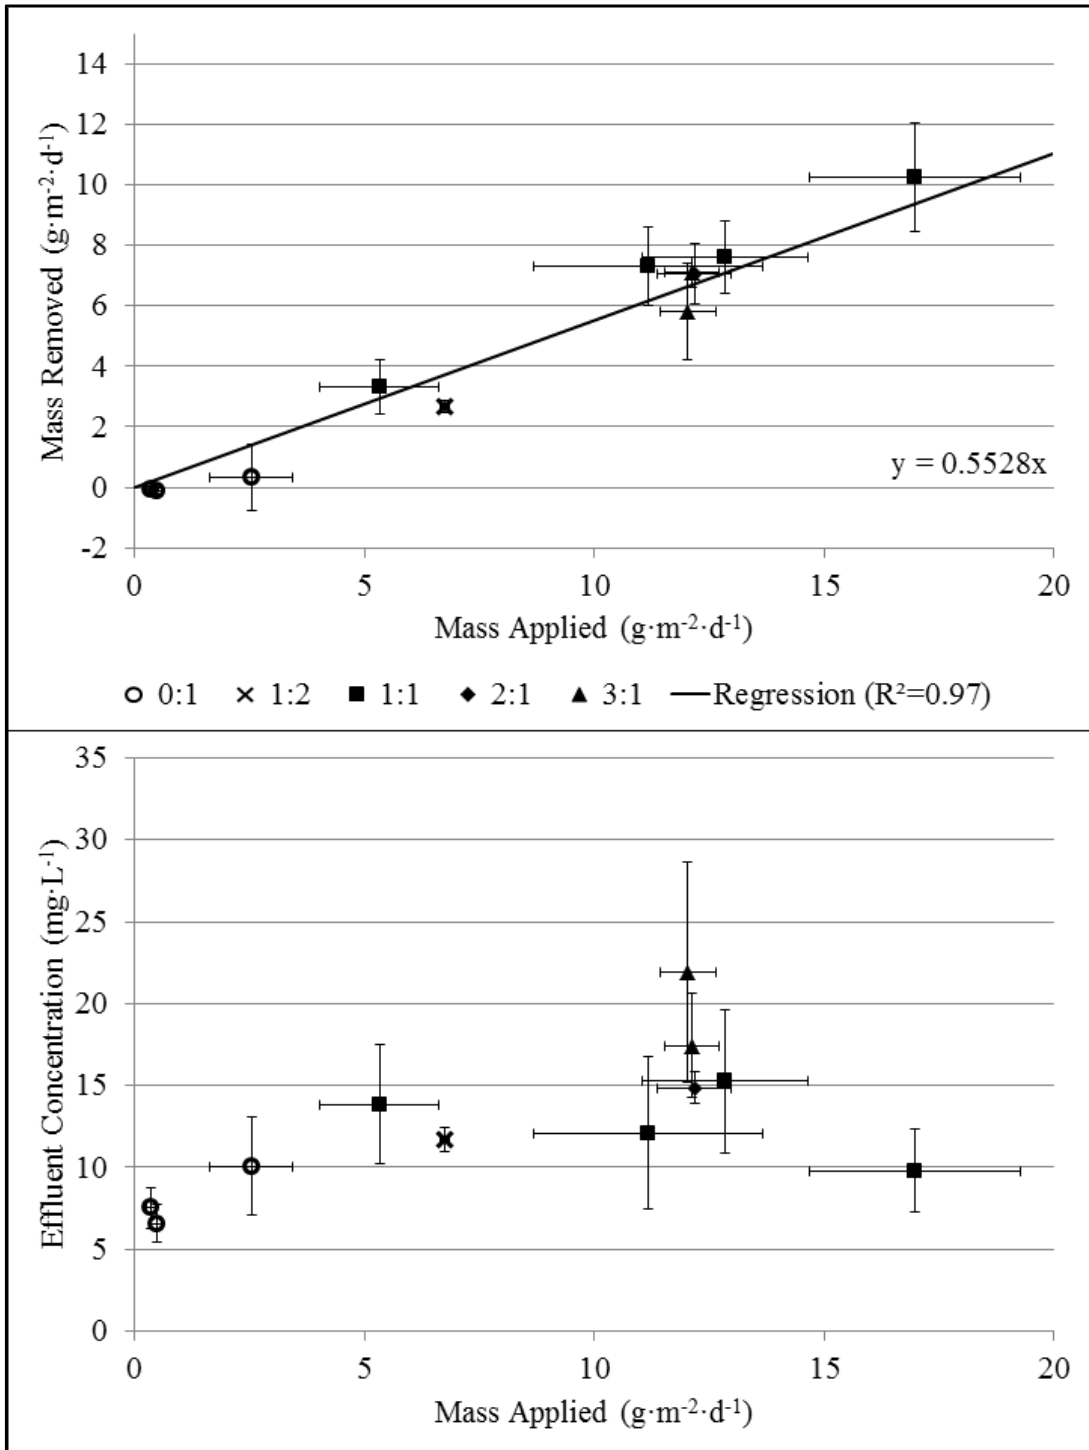 Mass Removed (g·m⁻²·d⁻¹)
14
12
10
8
6
4
2
0
-2
y = 0.5528x
0 5 10 15 20
Mass Applied (g·m⁻²·d⁻¹)
0:1 1:2 1:1 2:1 3:1 Regression (R²=0.97)
Effluent Concentration (mg·L⁻¹)
35
30
25
20
15
10
5
0
0 5 10 15 20
Mass Applied (g·m⁻²·d⁻¹)